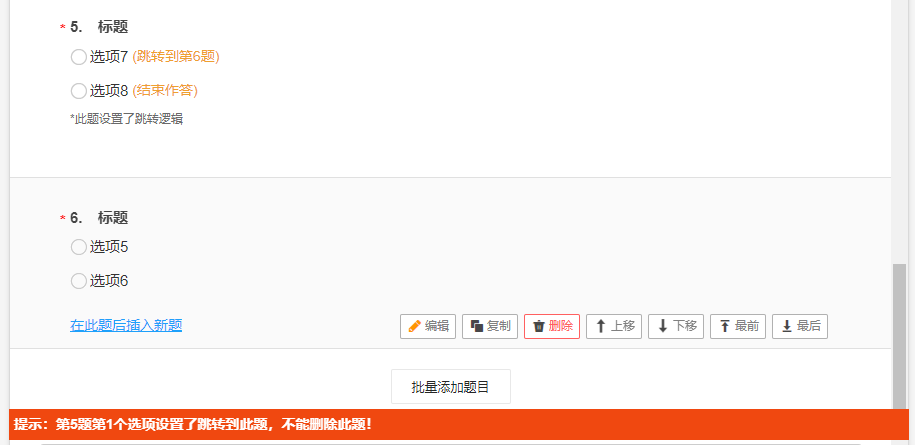 * 5. 标题
选项7 (跳转到第6题)
选项8 (结束作答)
*此题设置了跳转逻辑
* 6. 标题
选项5
选项6
在此题后插入新题 编辑 复制 删除 上移 下移 最前 最后
批量添加题目
提示：第5题第1个选项设置了跳转到此题，不能删除此题！